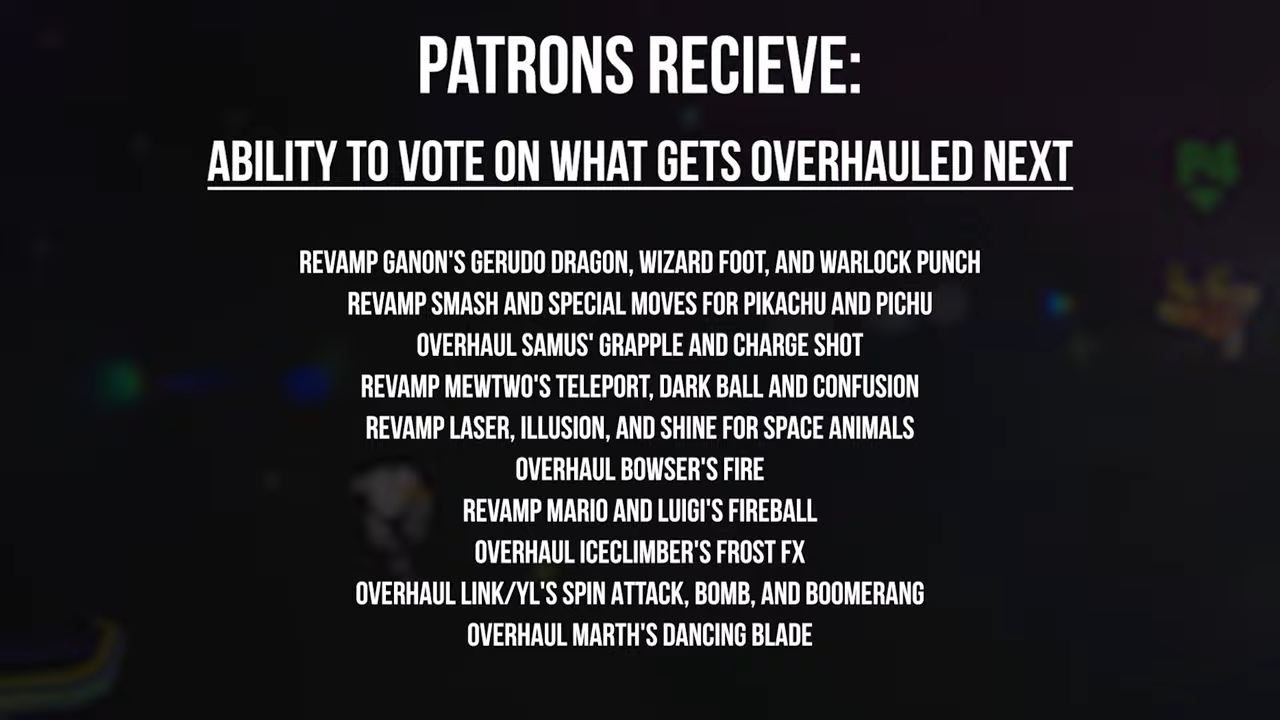 PATRONS RECIEVE:
ABILITY TO VOTE ON WHAT GETS OVERHAULED NEXT
REVAMP GANON'S GERUDO DRAGON, WIZARD FOOT, AND WARLOCK PUNCH
REVAMP SMASH AND SPECIAL MOVES FOR PIKACHU AND PICHU
OVERHAUL SAMUS' GRAPPLE AND CHARGE SHOT
REVAMP MEWTWO'S TELEPORT, DARK BALL AND CONFUSION
REVAMP LASER, ILLUSION, AND SHINE FOR SPACE ANIMALS
OVERHAUL BOWSER'S FIRE
REVAMP MARIO AND LUIGI'S FIREBALL
OVERHAUL ICECLIMBER'S FROST FX
OVERHAUL LINK/YL'S SPIN ATTACK, BOMB, AND BOOMERANG
OVERHAUL MARTH'S DANCING BLADE